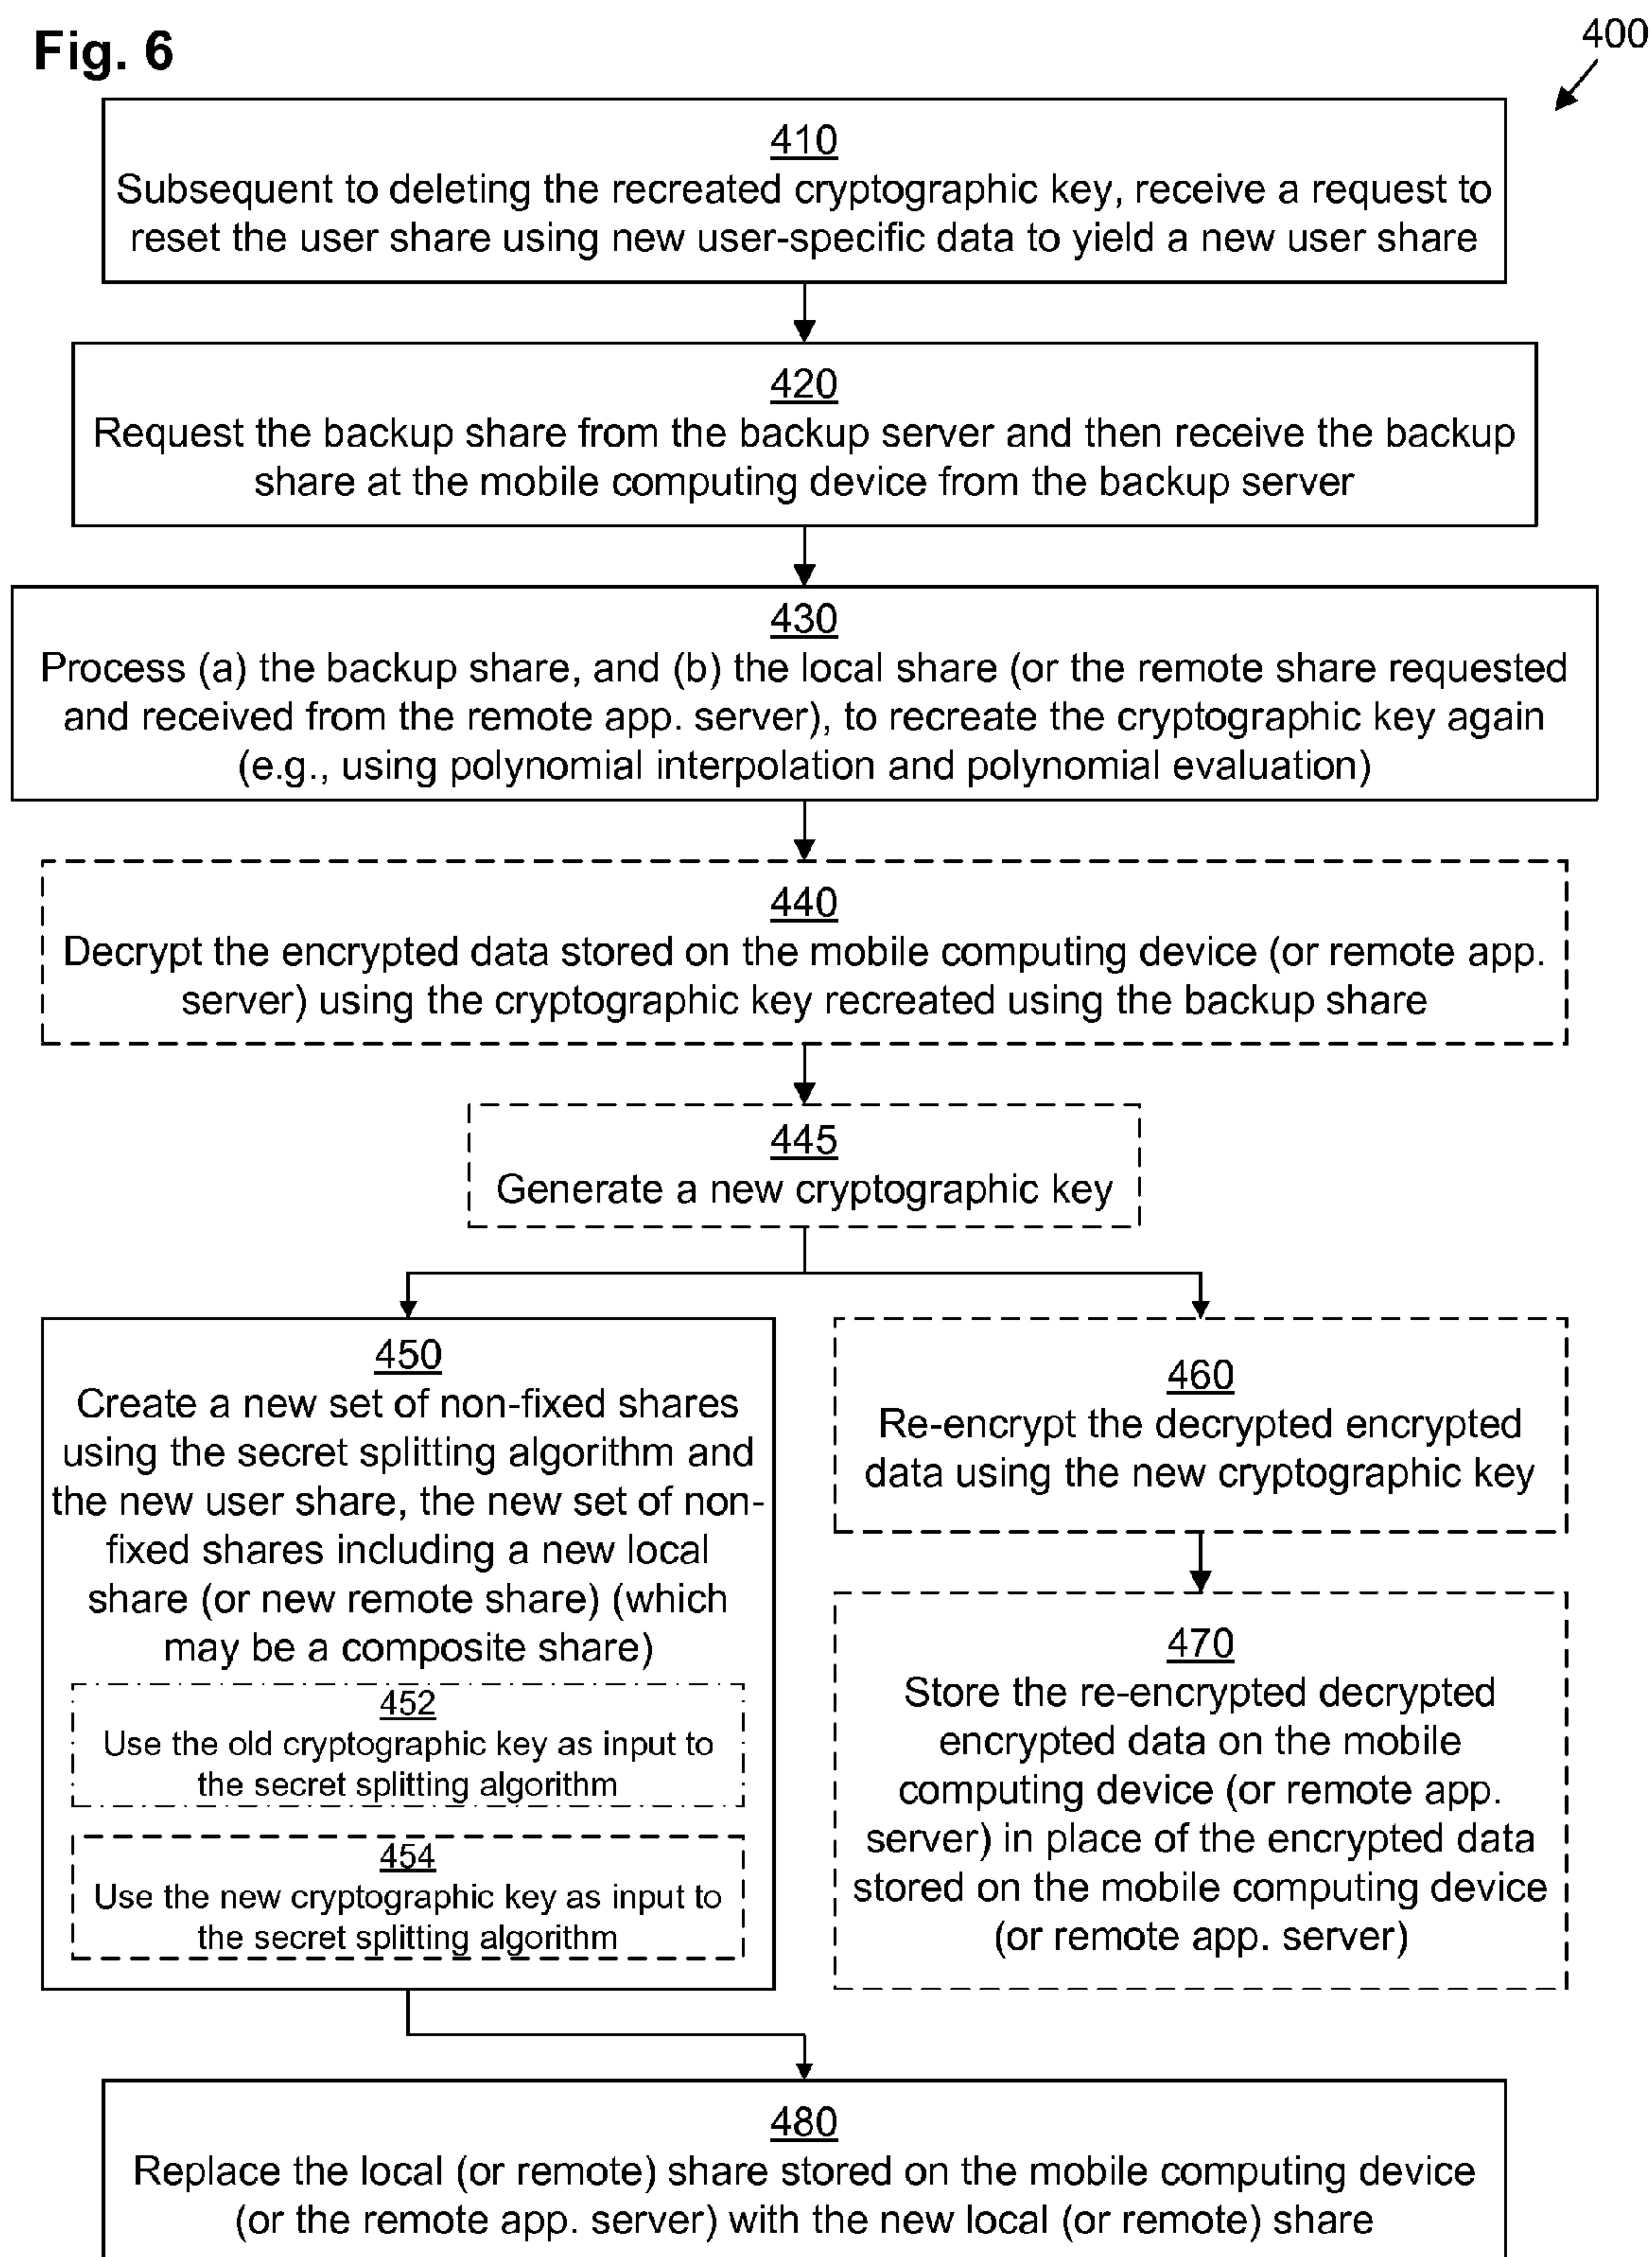 Fig. 6
400
410
Subsequent to deleting the recreated cryptographic key, receive a request to
reset the user share using new user-specific data to yield a new user share
420
Request the backup share from the backup server and then receive the backup
share at the mobile computing device from the backup server
430
Process (a) the backup share, and (b) the local share (or the remote share requested
and received from the remote app. server), to recreate the cryptographic key again
(e.g., using polynomial interpolation and polynomial evaluation)
440
Decrypt the encrypted data stored on the mobile computing device (or remote app.
server) using the cryptographic key recreated using the backup share
445
Generate a new cryptographic key
450
Create a new set of non-fixed shares
using the secret splitting algorithm and
the new user share, the new set of non-
fixed shares including a new local
share (or new remote share) (which
may be a composite share)
452
Use the old cryptographic key as input to
the secret splitting algorithm
454
Use the new cryptographic key as input to
the secret splitting algorithm
460
Re-encrypt the decrypted encrypted
data using the new cryptographic key
470
Store the re-encrypted decrypted
encrypted data on the mobile
computing device (or remote app.
server) in place of the encrypted data
stored on the mobile computing device
(or remote app. server)
480
Replace the local (or remote) share stored on the mobile computing device
(or the remote app. server) with the new local (or remote) share